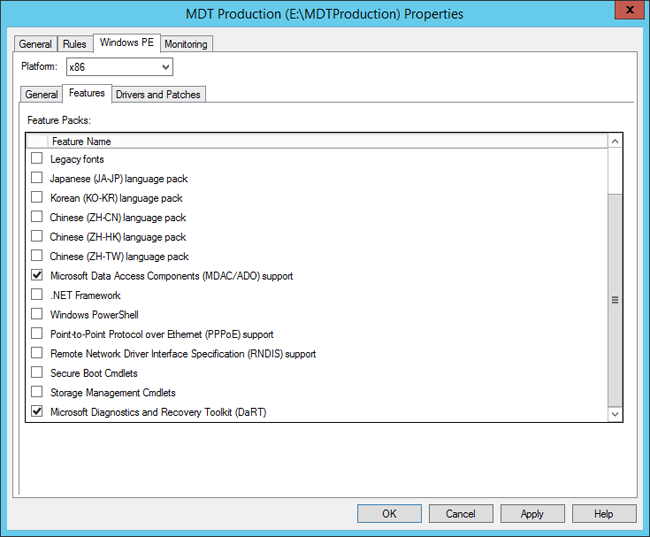 MDT Production (E:\MDTProduction) Properties
x
General Rules Windows PE Monitoring
Platform: x86
General Features Drivers and Patches
Feature Packs:
Feature Name
Legacy fonts
Japanese (JA-JP) language pack
Korean (KO-KR) language pack
Chinese (ZH-CN) language pack
Chinese (ZH-HK) language pack
Chinese (ZH-TW) language pack
Microsoft Data Access Components (MDAC/ADO) support
.NET Framework
Windows PowerShell
Point-to-Point Protocol over Ethernet (PPPoE) support
Remote Network Driver Interface Specification (RNDIS) support
Secure Boot Cmdlets
Storage Management Cmdlets
Microsoft Diagnostics and Recovery Toolkit (DaRT)
OK Cancel Apply Help